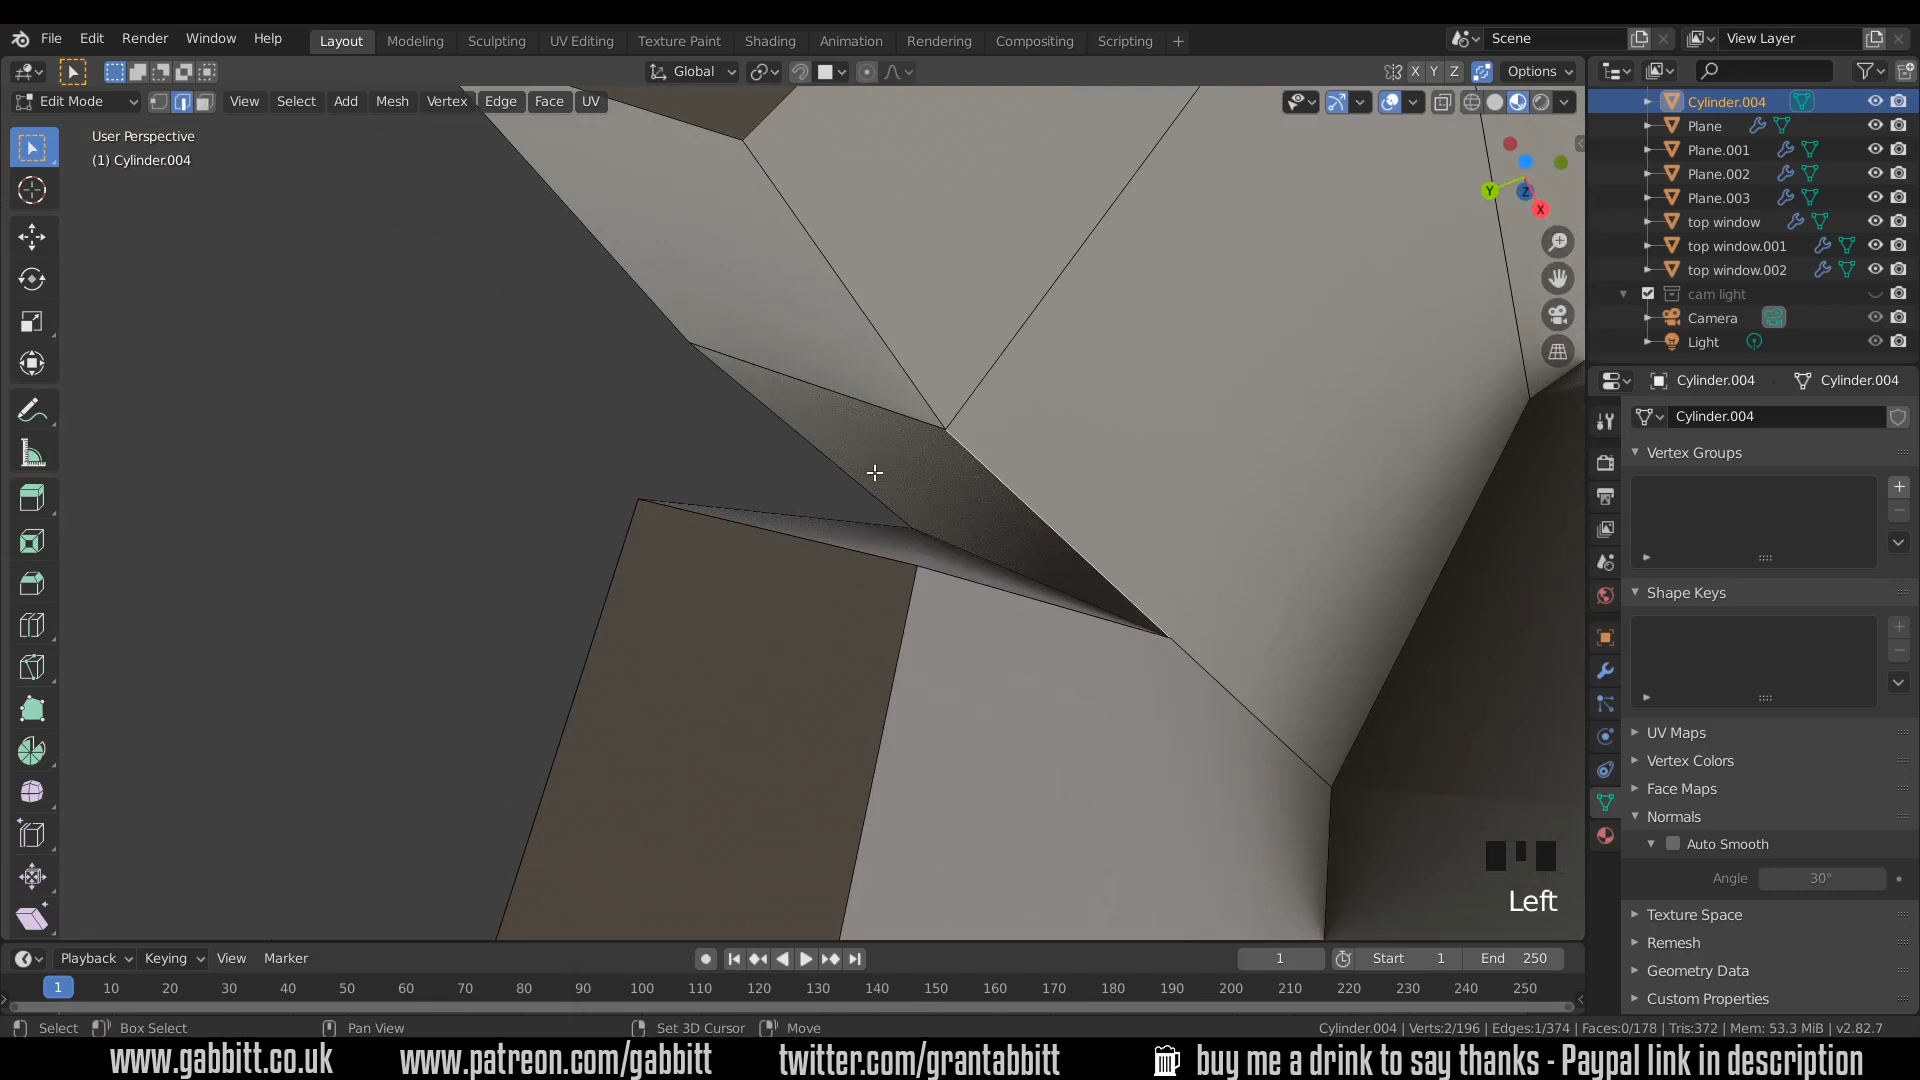 File Edit Render Window Help
Layout Modeling Sculpting UV Editing Texture Paint Shading Animation Rendering Compositing Scripting +
Scene
View Layer
Global
X Y Z
Options
Edit Mode
View Select Add Mesh Vertex Edge Face UV
User Perspective
(1) Cylinder.004
Y
Z
X
Cylinder.004
Plane
Plane.001
Plane.002
Plane.003
top window
top window.001
top window.002
cam light
Camera
Light
Cylinder.004 Cylinder.004
Cylinder.004
Vertex Groups
Shape Keys
UV Maps
Vertex Colors
Face Maps
Normals
Auto Smooth
Angle 30°
Texture Space
Remesh
Geometry Data
Custom Properties
Left
Playback Keying View Marker
1
Start 1
End 250
1 10 20 30 40 50 60 70 80 90 100 110 120 130 140 150 160 170 180 190 200 210 220 230 240 250
Select Box Select Pan View Set 3D Cursor Move
Cylinder.004 | Verts:2/196 | Edges:1/374 | Faces:0/178 | Tris:372 | Mem: 53.3 MiB | v2.82.7
www.gabbitt.co.uk www.patreon.com/gabbitt twitter.com/grantabbitt buy me a drink to say thanks - Paypal link in description